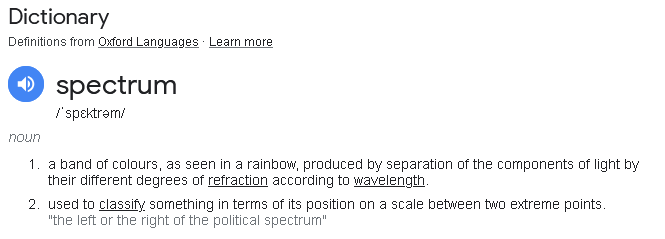 Dictionary
Definitions from Oxford Languages · Learn more
spectrum
/ˈspɛktrəm/
noun
1. a band of colours, as seen in a rainbow, produced by separation of the components of light by
their different degrees of refraction according to wavelength.
2. used to classify something in terms of its position on a scale between two extreme points.
"the left or the right of the political spectrum"